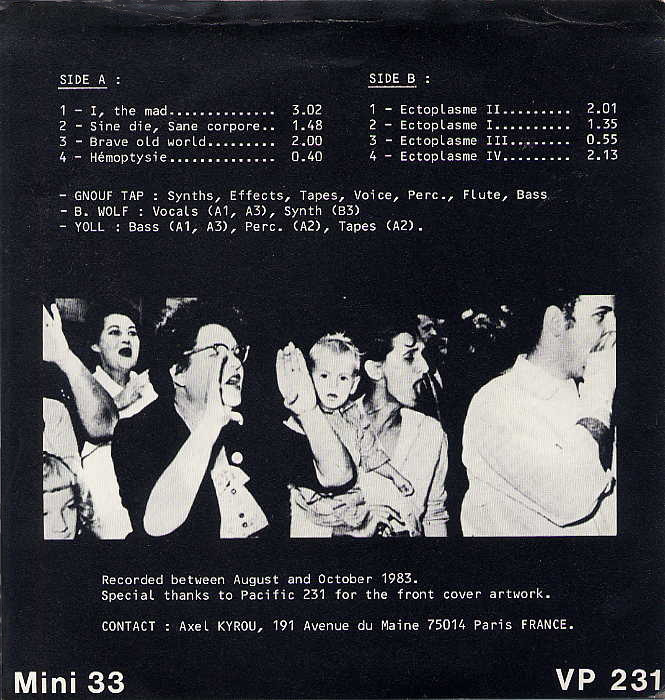 SIDE A :
1 - I, the mad.............. 3.02
2 - Sine die, Sane corpore.. 1.48
3 - Brave old world......... 2.00
4 - Hémoptysie.............. 0.40
SIDE B :
1 - Ectoplasme II......... 2.01
2 - Ectoplasme I.......... 1.35
3 - Ectoplasme III........ 0.55
4 - Ectoplasme IV......... 2.13
- GNOUF TAP : Synths, Effects, Tapes, Voice, Perc., Flute, Bass
- B. WOLF : Vocals (A1, A3), Synth (B3)
- YOLL : Bass (A1, A3), Perc. (A2), Tapes (A2).
Recorded between August and October 1983.
Special thanks to Pacific 231 for the front cover artwork.
CONTACT : Axel KYROU, 191 Avenue du Maine 75014 Paris FRANCE.
Mini 33
VP 231